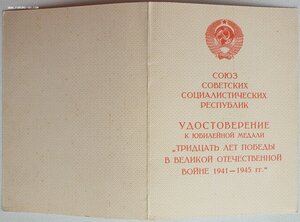 СОЮЗ
СОВЕТСКИХ
СОЦИАЛИСТИЧЕСКИХ
РЕСПУБЛИК
УДОСТОВЕРЕНИЕ
К ЮБИЛЕЙНОЙ МЕДАЛИ
„ТРИДЦАТЬ ЛЕТ ПОБЕДЫ
В ВЕЛИКОЙ ОТЕЧЕСТВЕННОЙ
ВОЙНЕ 1941—1945 гг."